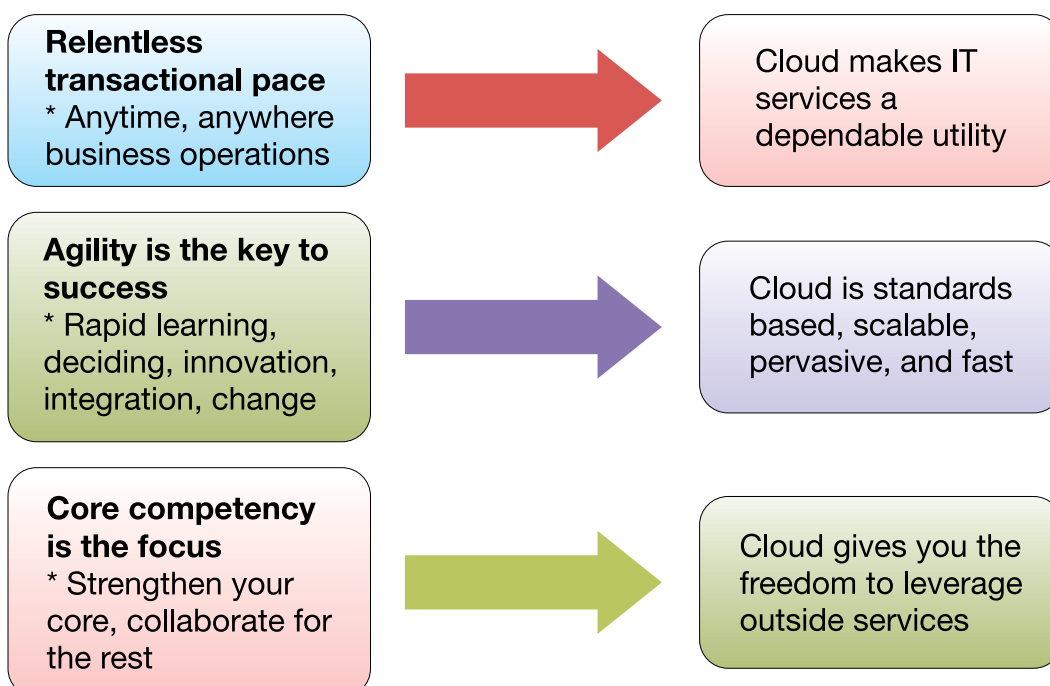 Relentless
transactional pace
* Anytime, anywhere
business operations
Cloud makes IT
services a
dependable utility
Agility is the key to
success
* Rapid learning,
deciding, innovation,
integration, change
Cloud is standards
based, scalable,
pervasive, and fast
Core competency
is the focus
* Strengthen your
core, collaborate for
the rest
Cloud gives you the
freedom to leverage
outside services